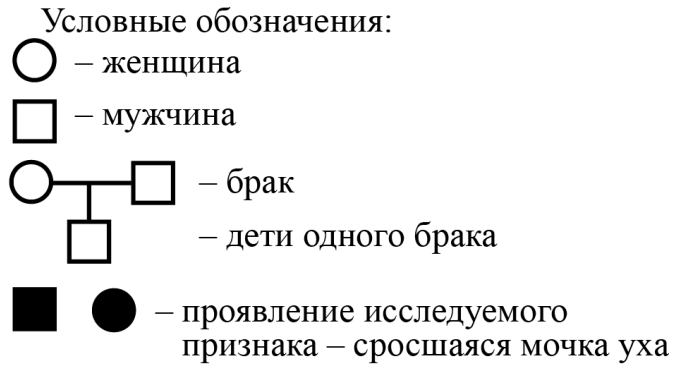 Условные обозначения:
– женщина
– мужчина
– брак
– дети одного брака
– проявление исследуемого
признака – сросшаяся мочка уха